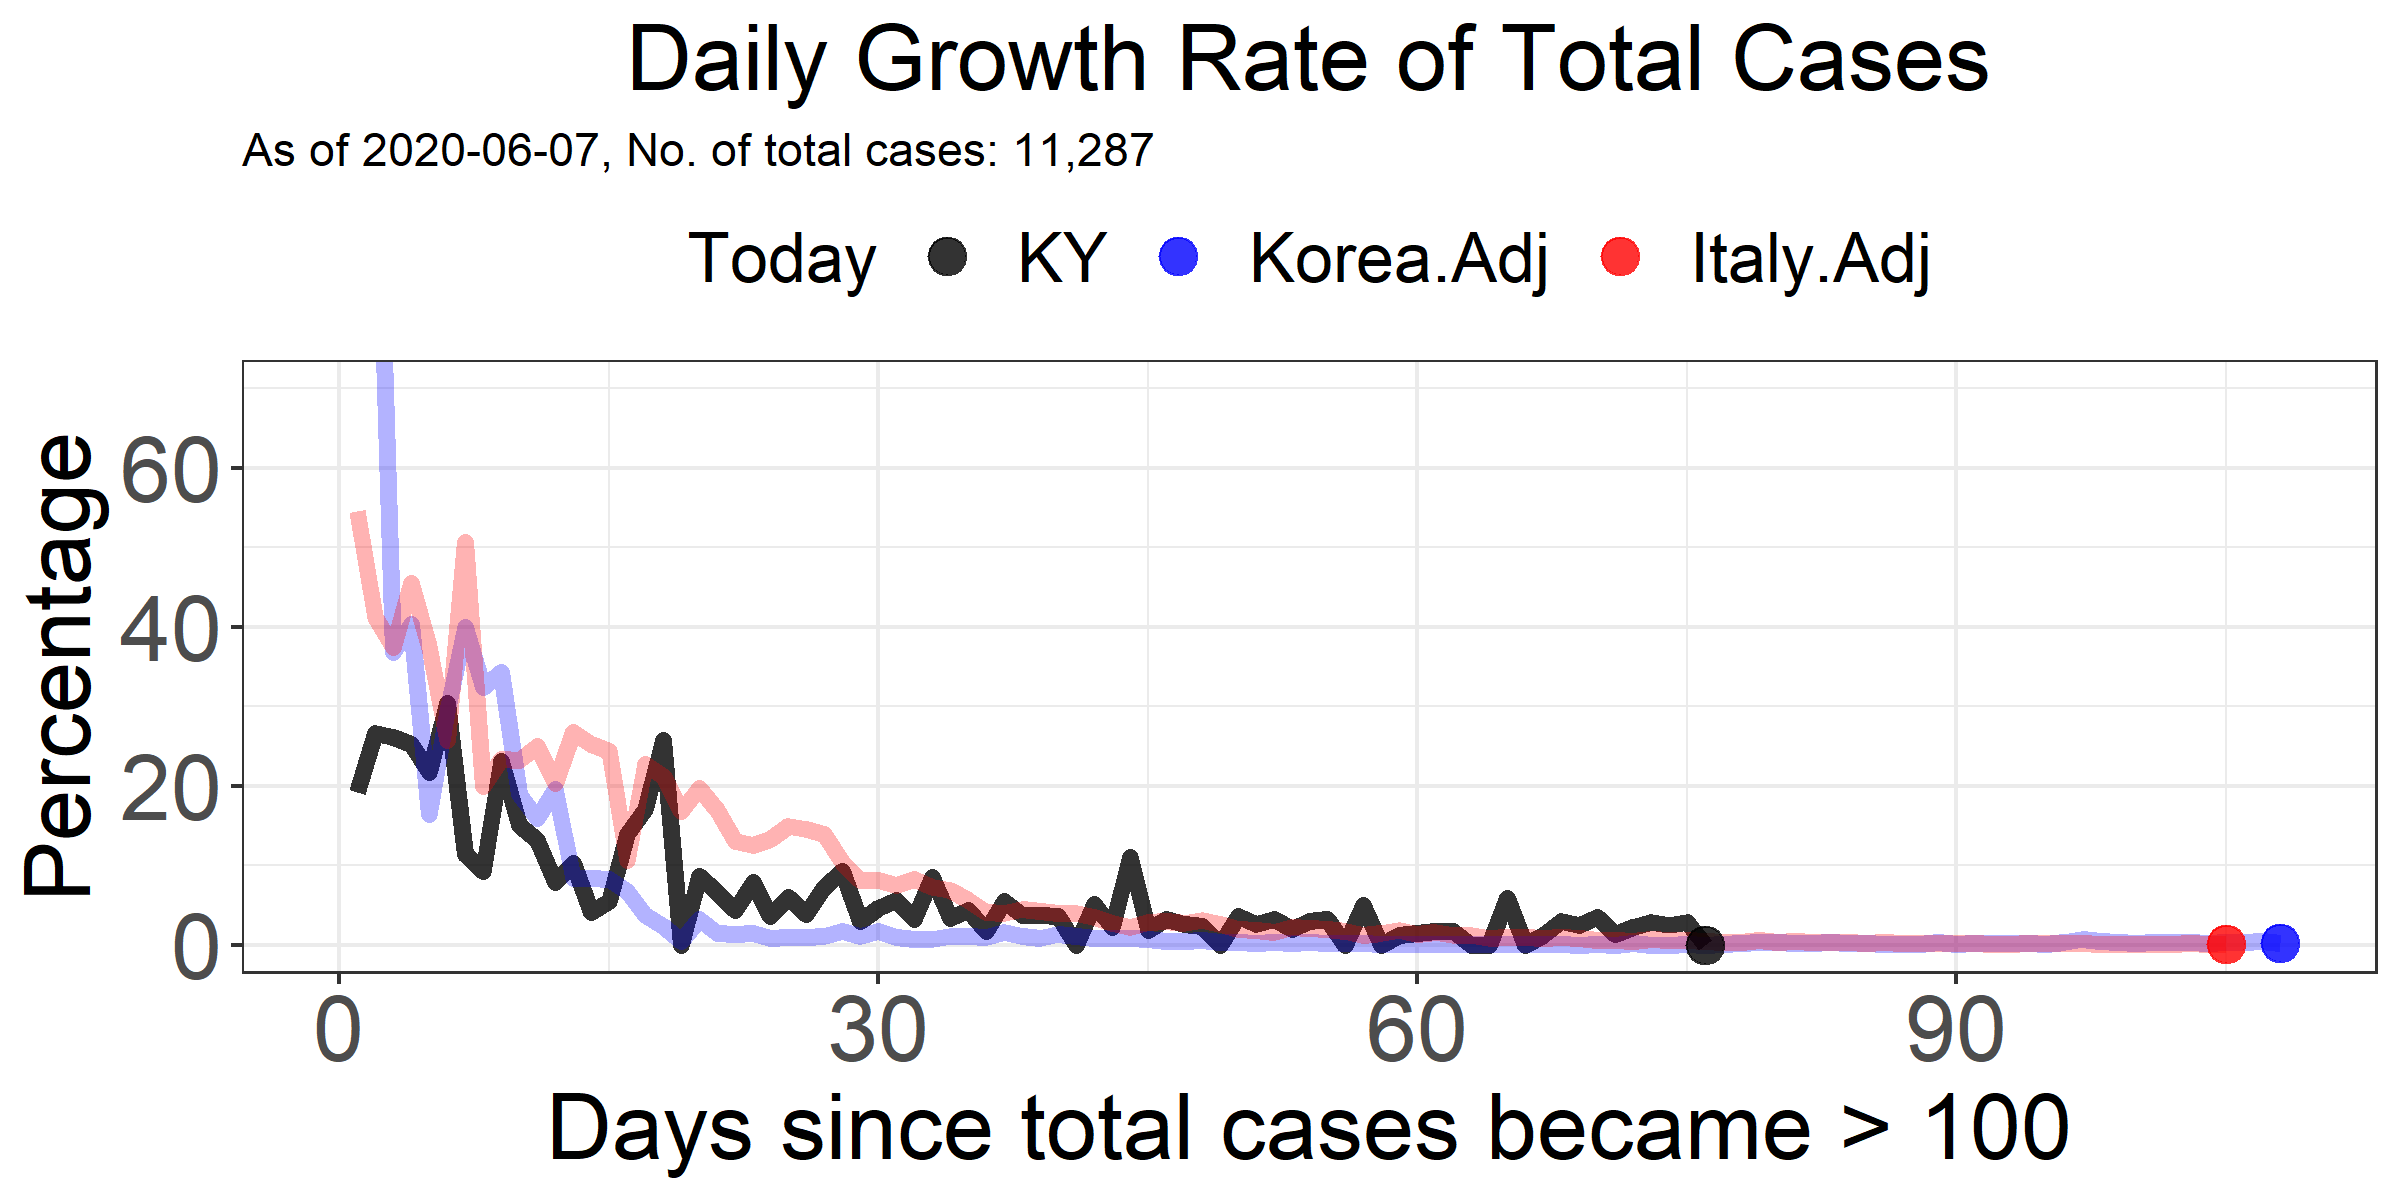 Daily Growth Rate of Total Cases
As of 2020-06-07, No. of total cases: 11,287
Today KY Korea.Adj Italy.Adj
Percentage
60
40
20
0
0 30 60 90
Days since total cases became > 100